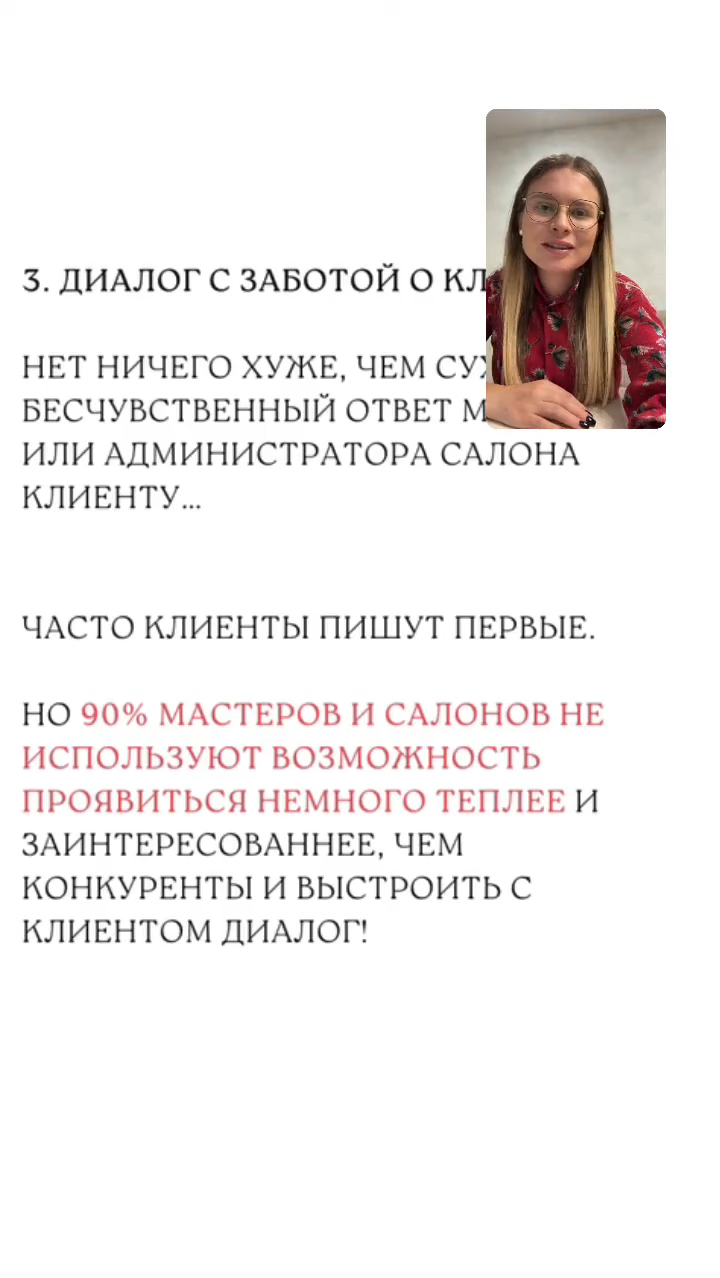 3. ДИАЛОГ С ЗАБОТОЙ О
НЕТ НИЧЕГО ХУЖЕ, ЧЕМ
БЕСЧУВСТВЕННЫЙ ОТВЕТ
ИЛИ АДМИНИСТРАТОРА САЛОНА
КЛИЕНТУ...
ЧАСТО КЛИЕНТЫ ПИШУТ ПЕРВЫЕ.
НО 90% МАСТЕРОВ И САЛОНОВ НЕ
ИСПОЛЬЗУЮТ ВОЗМОЖНОСТЬ
ПРОЯВИТЬСЯ НЕМНОГО ТЕПЛЕЕ И
ЗАИНТЕРЕСОВАННЕЕ, ЧЕМ
КОНКУРЕНТЫ И ВЫСТРОИТЬ С
КЛИЕНТОМ ДИАЛОГ!